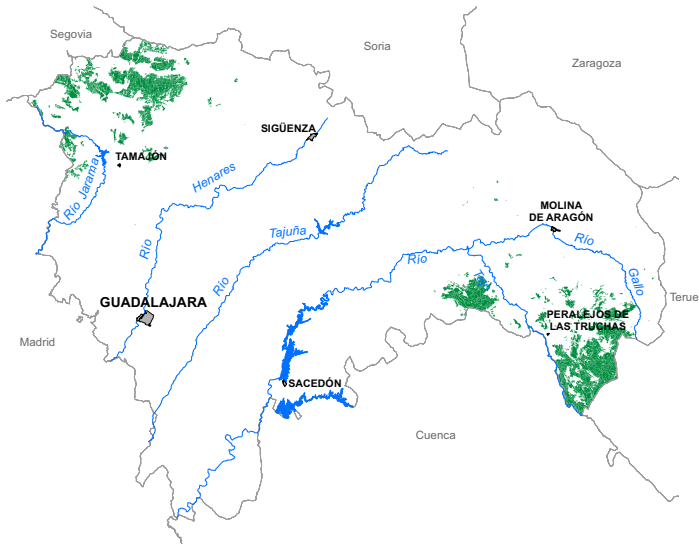 Segovia
Soria
Zaragoza
SIGÜENZA
TAMAJÓN
Henares
Río Jarama
MOLINA
DE ARAGÓN
Tajuña
Río
Río
Río
Río
Gallo
GUADALAJARA
PERALEJOS DE
LAS TRUCHAS
Terue
Madrid
SACEDÓN
Cuenca